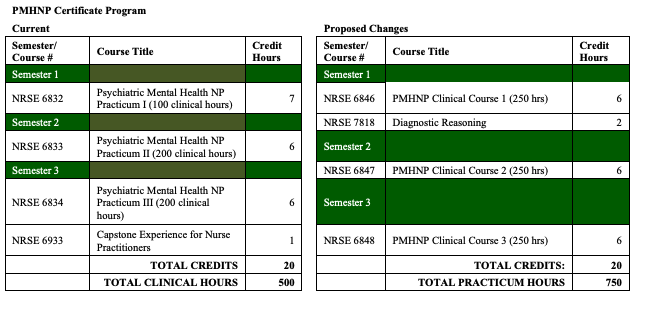 PMHNP Certificate Program
Current
Semester/
Course #
Course Title
Credit
Hours
Semester 1
NRSE 6832
Psychiatric Mental Health NP
Practicum I (100 clinical hours)
7
Semester 2
NRSE 6833
Psychiatric Mental Health NP
Practicum II (200 clinical hours)
6
Semester 3
NRSE 6834
Psychiatric Mental Health NP
Practicum III (200 clinical
hours)
6
NRSE 6933
Capstone Experience for Nurse
Practitioners
1
TOTAL CREDITS 20
TOTAL CLINICAL HOURS 500
Proposed Changes
Semester/
Course #
Course Title
Credit
Hours
Semester 1
NRSE 6846 PMHNP Clinical Course 1 (250 hrs) 6
NRSE 7818 Diagnostic Reasoning 2
Semester 2
NRSE 6847 PMHNP Clinical Course 2 (250 hrs) 6
Semester 3
NRSE 6848 PMHNP Clinical Course 3 (250 hrs) 6
TOTAL CREDITS: 20
TOTAL PRACTICUM HOURS 750